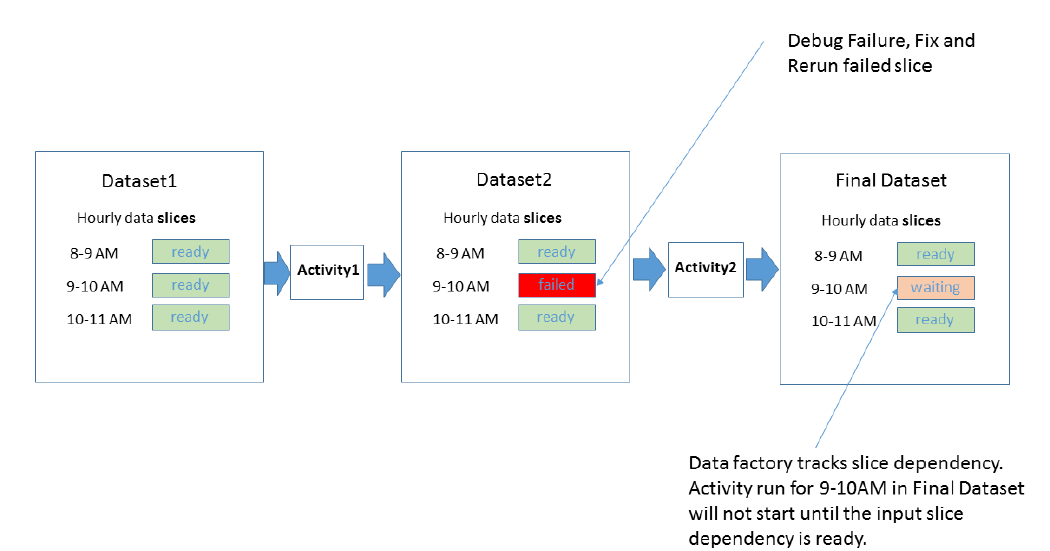 Debug Failure, Fix and
Rerun failed slice
Dataset1
Hourly data slices
8-9 AM ready
9-10 AM ready
10-11 AM ready
Activity1
Dataset2
Hourly data slices
8-9 AM ready
9-10 AM failed
10-11 AM ready
Activity2
Final Dataset
Hourly data slices
8-9 AM ready
9-10 AM waiting
10-11 AM ready
Data factory tracks slice dependency.
Activity run for 9-10AM in Final Dataset
will not start until the input slice
dependency is ready.